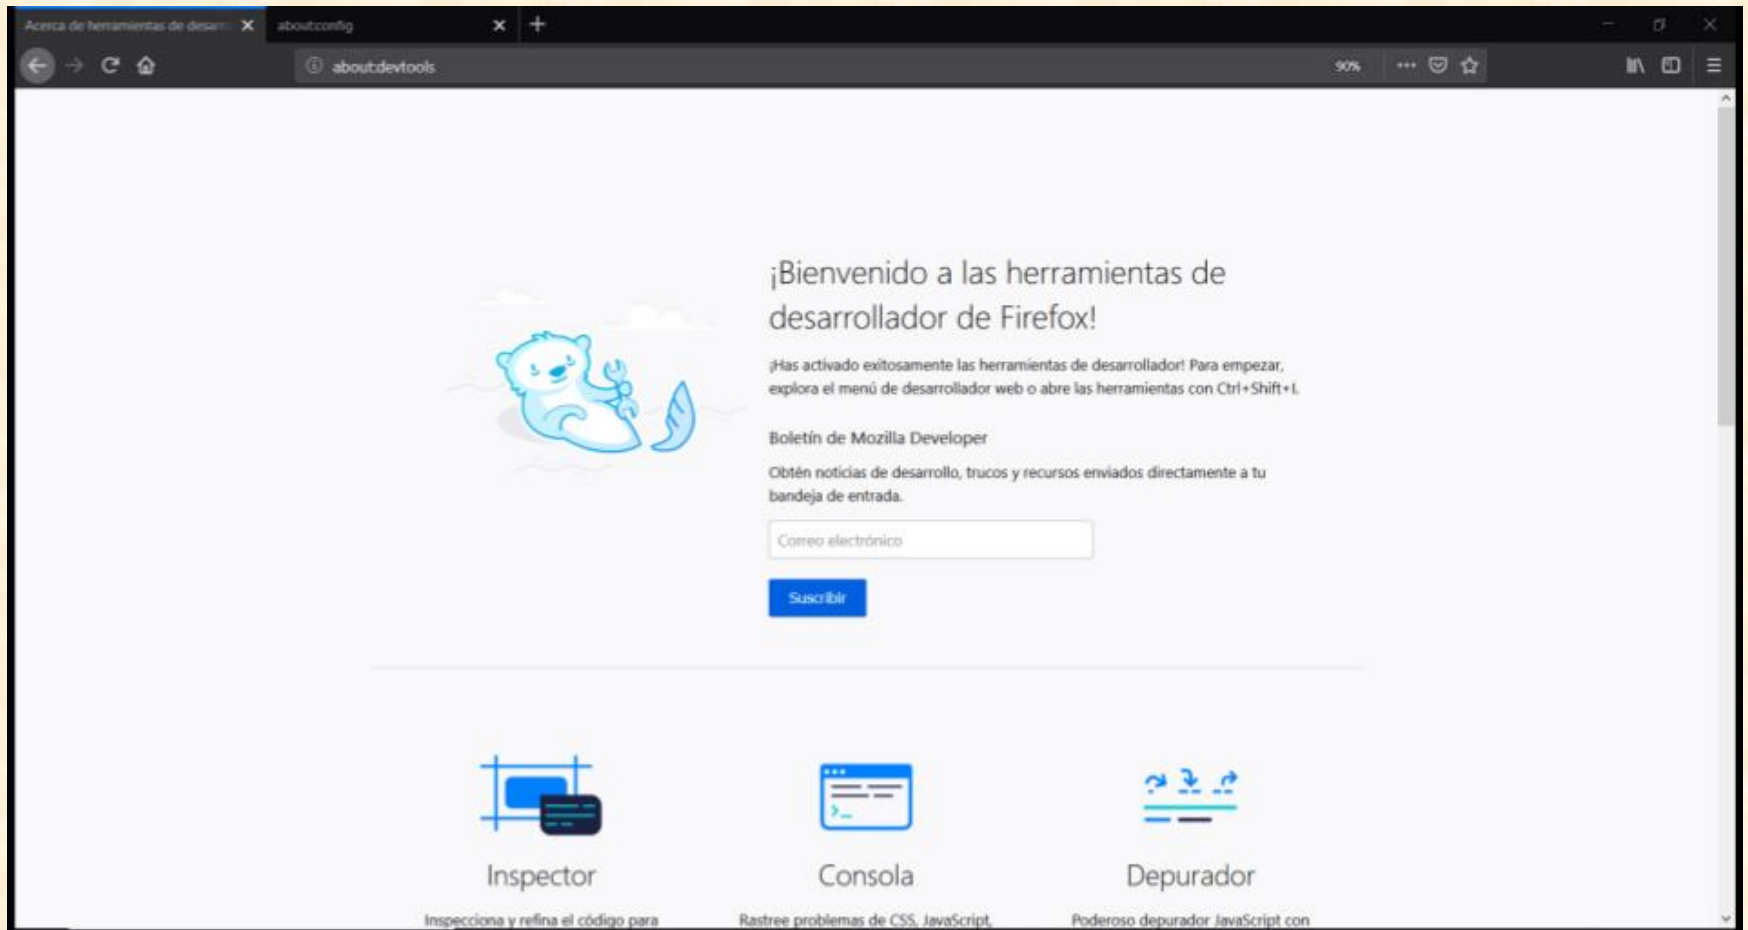 Acerca de herramientas de desarr
about:config
about:devtools
90%
¡Bienvenido a las herramientas de
desarrollador de Firefox!
¡Has activado exitosamente las herramientas de desarrollador! Para empezar,
explora el menú de desarrollador web o abre las herramientas con Ctrl+Shift+I.
Boletín de Mozilla Developer
Obtén noticias de desarrollo, trucos y recursos enviados directamente a tu
bandeja de entrada.
Correo electrónico
Suscribir
Inspector
Consola
Depurador
Inspecciona y refina el código para
Rastree problemas de CSS, JavaScript,
Poderoso depurador JavaScript con